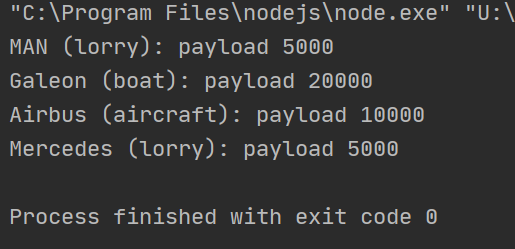 "C:\Program Files\nodejs\node.exe" "U:\
MAN (lorry): payload 5000
Galeon (boat): payload 20000
Airbus (aircraft): payload 10000
Mercedes (lorry): payload 5000
Process finished with exit code 0